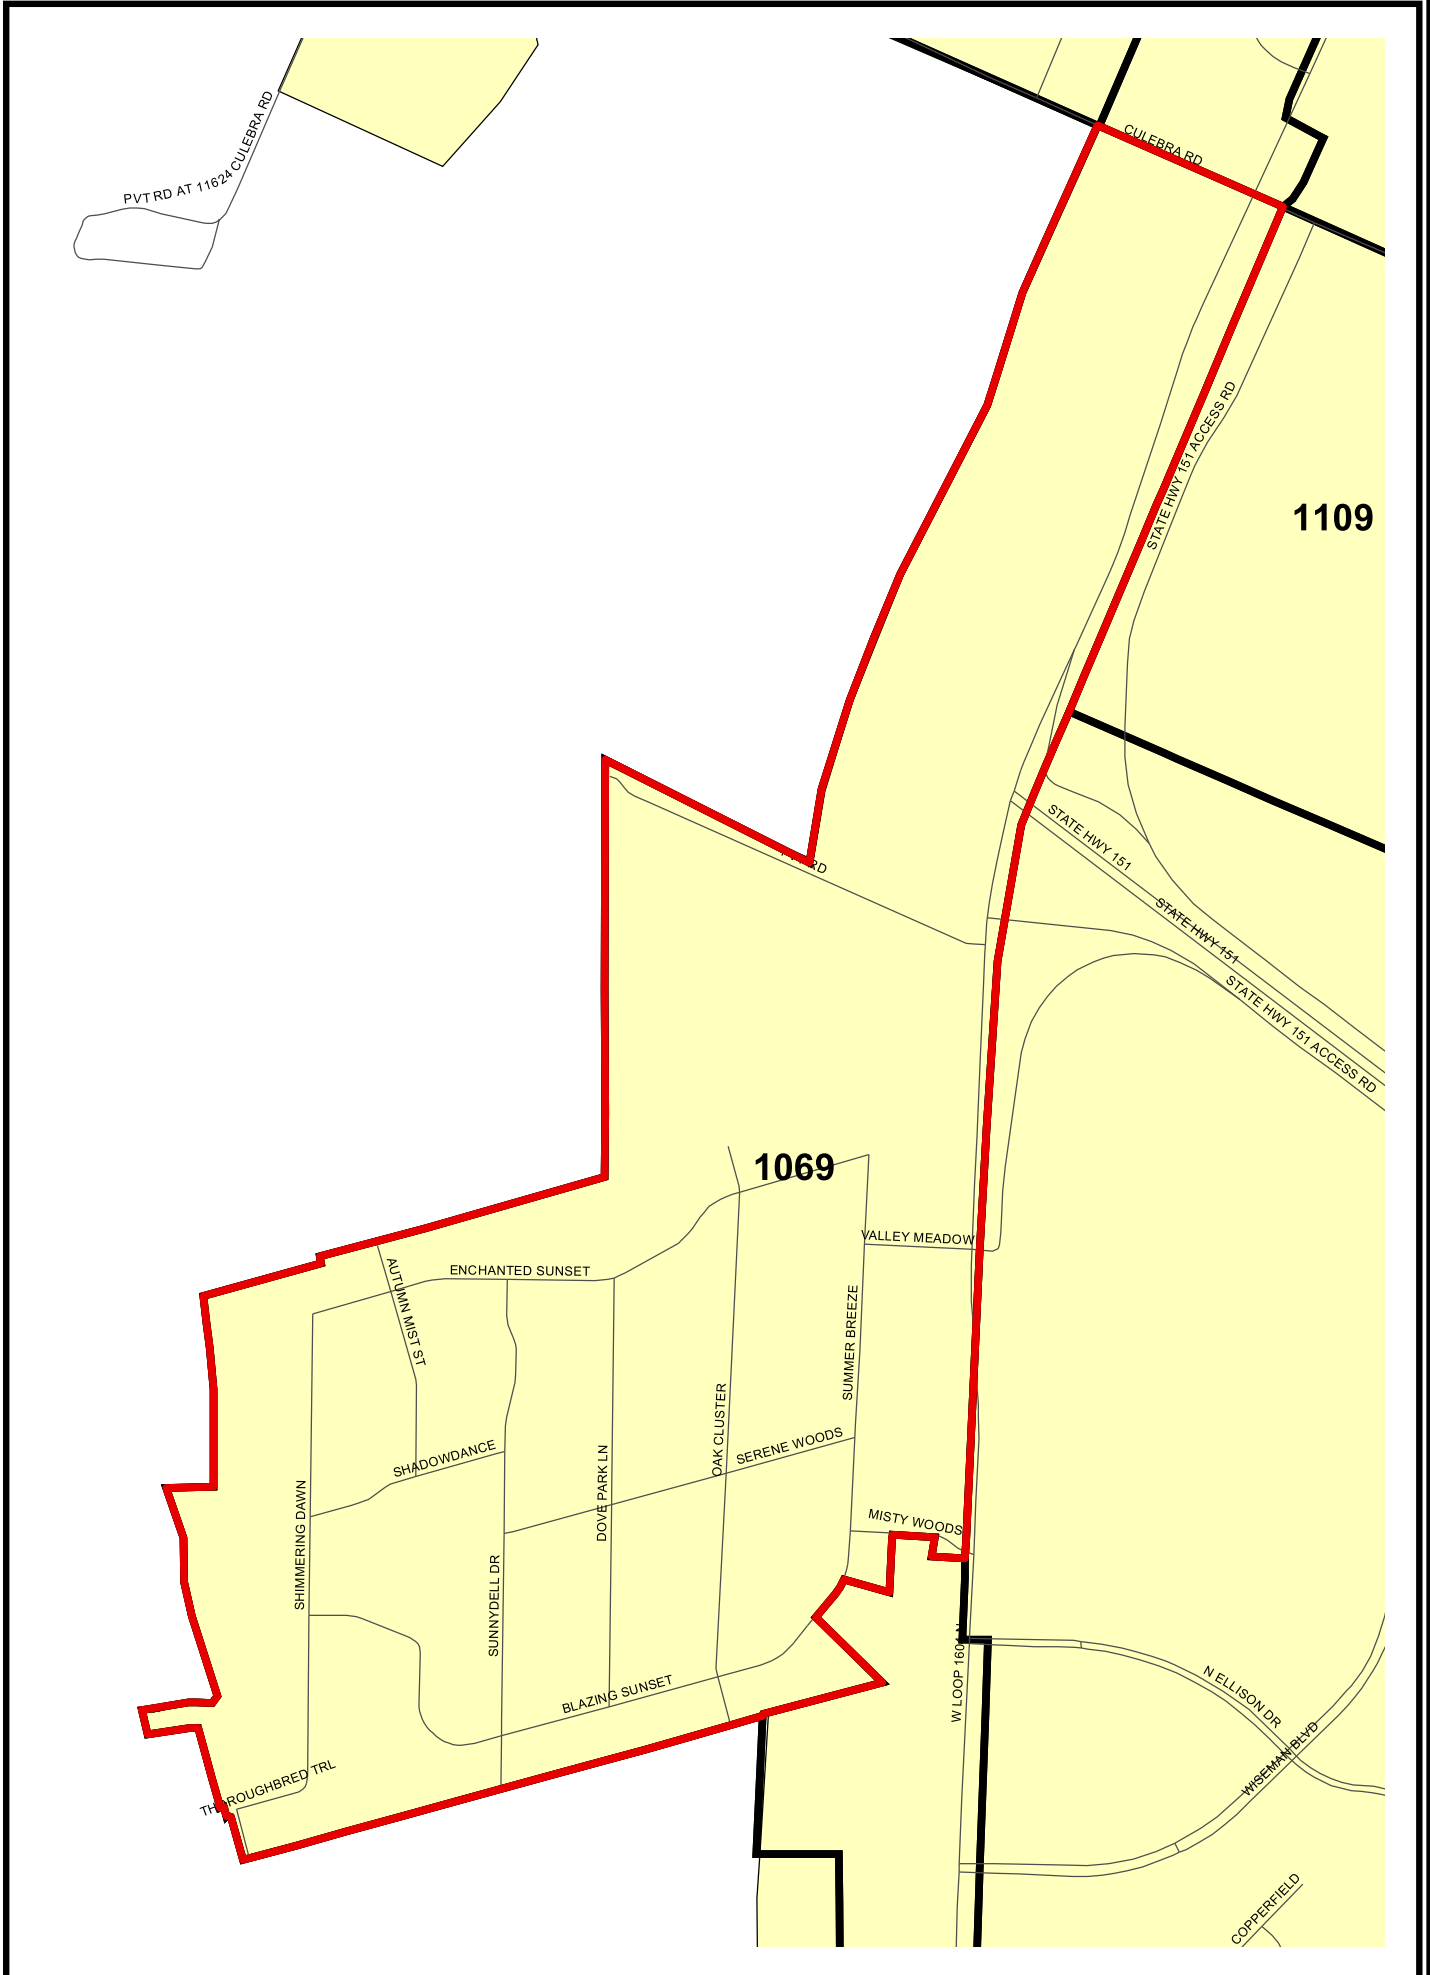 CULEBRA RD
PVT RD AT 11624 CULEBRA RD
STATE HWY 151 ACCESS RD
1109
STATE HWY 151
RD
STATE HWY 151
STATE HWY 151 ACCESS RD
1069
VALLEY MEADOW
ENCHANTED SUNSET
AUTUMN MIST ST
SUMMER BREEZE
OAK CLUSTER
SERENE WOODS
SHADOWDANCE
DOVE PARK LN
SHIMMERING DAWN
MISTY WOODS
SUNNYDELL DR
W LOOP 1604 N
BLAZING SUNSET
N ELLISON DR
WISEMAN BLVD
THOROUGHBRED TRL
COPPERFIELD